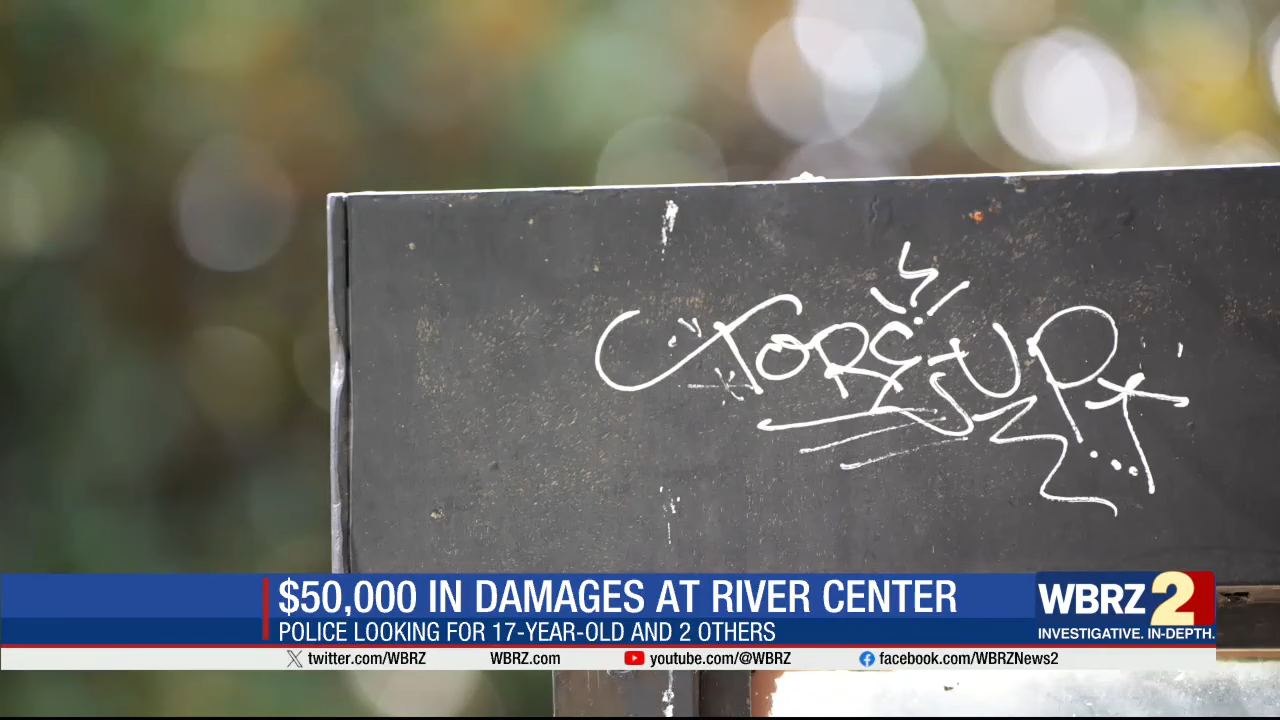 TORE UP
$50,000 IN DAMAGES AT RIVER CENTER
POLICE LOOKING FOR 17-YEAR-OLD AND 2 OTHERS
WBRZ 2
INVESTIGATIVE. IN-DEPTH.
twitter.com/WBRZ WBRZ.com youtube.com/@WBRZ facebook.com/WBRZNews2